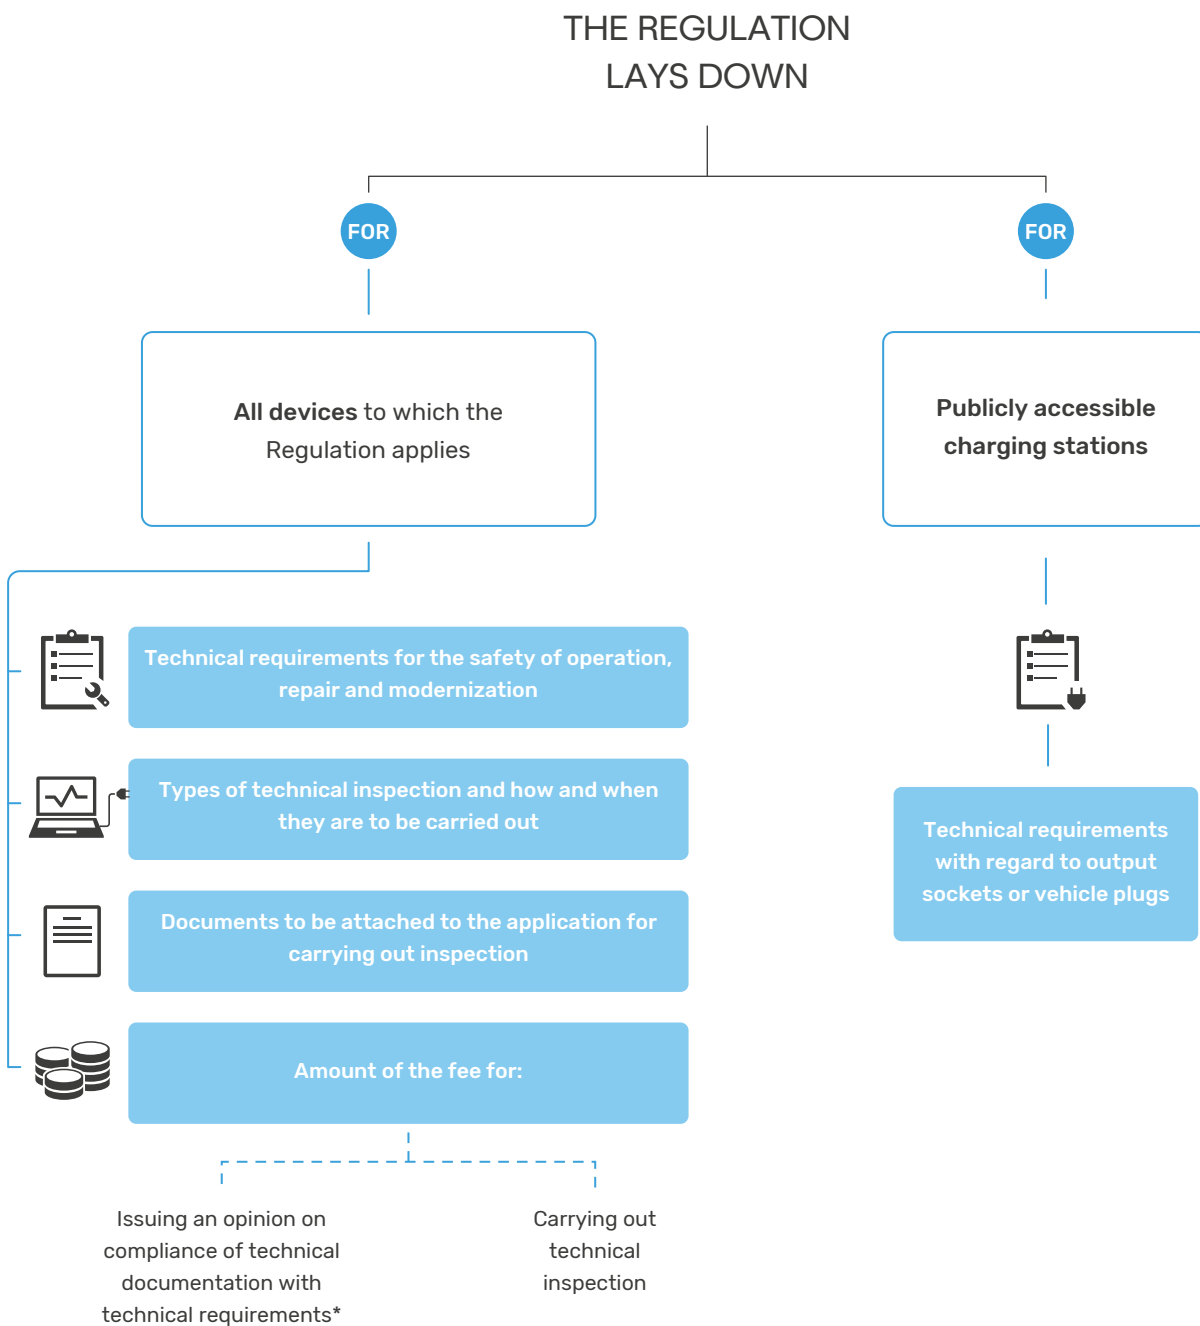 THE REGULATION
LAYS DOWN
FOR
FOR
All devices to which the
Regulation applies
Publicly accessible
charging stations
Technical requirements for the safety of operation,
repair and modernization
Types of technical inspection and how and when
they are to be carried out
Documents to be attached to the application for
carrying out inspection
Amount of the fee for:
Issuing an opinion on
compliance of technical
documentation with
technical requirements*
Carrying out
technical
inspection
Technical requirements
with regard to output
sockets or vehicle plugs